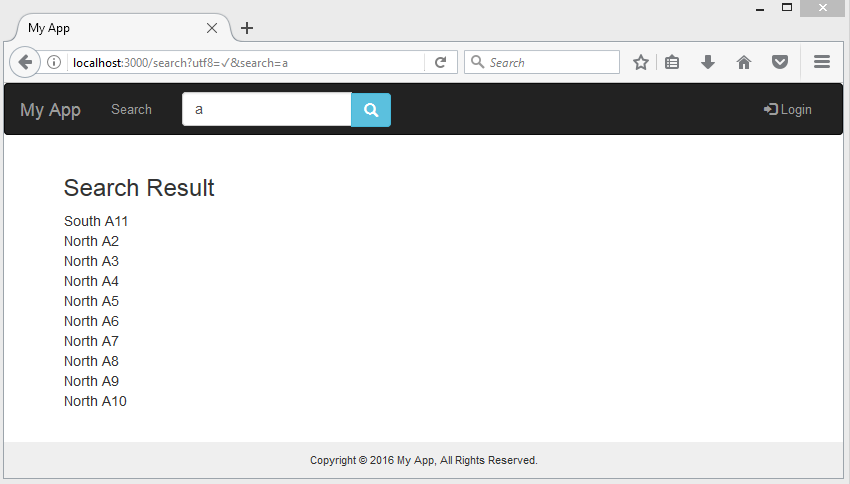 My App
localhost:3000/search?utf8=✓&search=a
Search
My App
Search
a
Login
Search Result
South A11
North A2
North A3
North A4
North A5
North A6
North A7
North A8
North A9
North A10
Copyright © 2016 My App, All Rights Reserved.